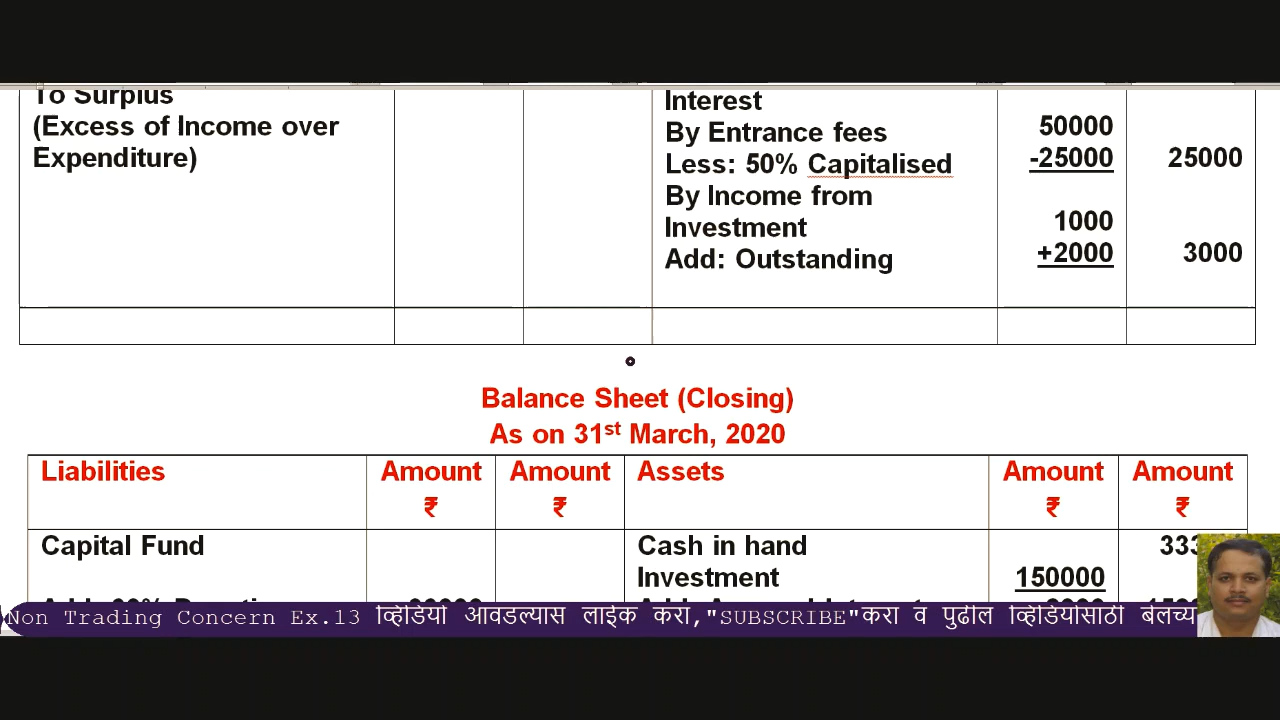 To Surplus
(Excess of Income over
Expenditure)
Interest
By Entrance fees 50000
Less: 50% Capitalised -25000 25000
By Income from
Investment 1000
Add: Outstanding +2000 3000
Balance Sheet (Closing)
As on 31st March, 2020
Liabilities Amount Amount Assets Amount Amount
₹ ₹ ₹ ₹
Capital Fund Cash in hand
Investment 150000
Non Trading Concern Ex.13 व्हिडियो आवडल्यास लाईक करा,"SUBSCRIBE"करा व पुढील व्हिडियोसाठी बेलच्य